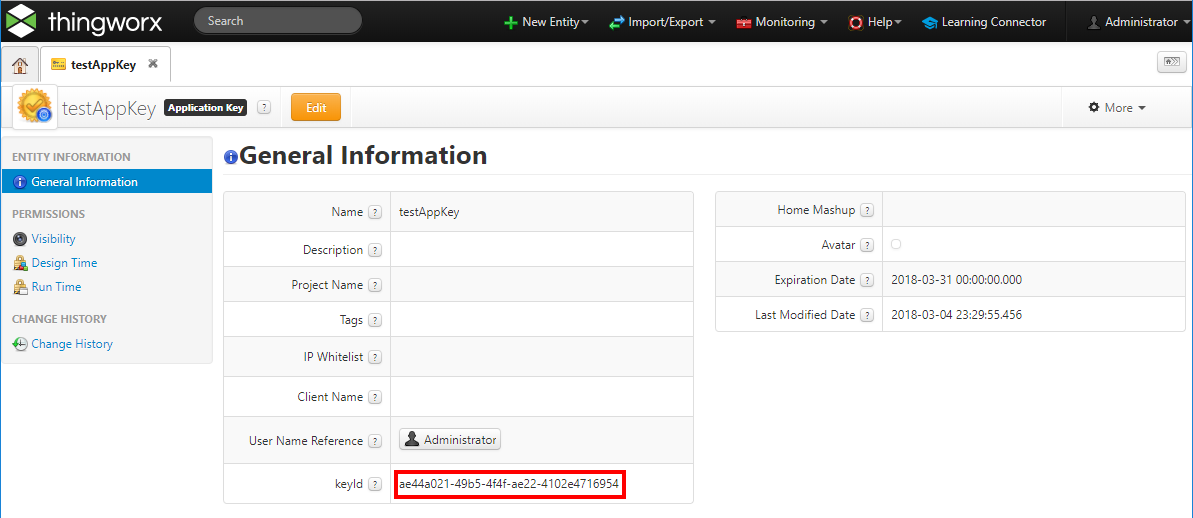 thingworx
Search
New Entity
Import/Export
Monitoring
Help
Learning Connector
Administrator
testAppKey
testAppKey
Application Key
?
Edit
More
ENTITY INFORMATION
General Information
PERMISSIONS
Visibility
Design Time
Run Time
CHANGE HISTORY
Change History
General Information
Name ? testAppKey
Description ?
Project Name ?
Tags ?
IP Whitelist ?
Client Name ?
User Name Reference ? Administrator
keyId ? ae44a021-49b5-4f4f-ae22-4102e4716954
Home Mashup ?
Avatar ?
Expiration Date ? 2018-03-31 00:00:00.000
Last Modified Date ? 2018-03-04 23:29:55.456